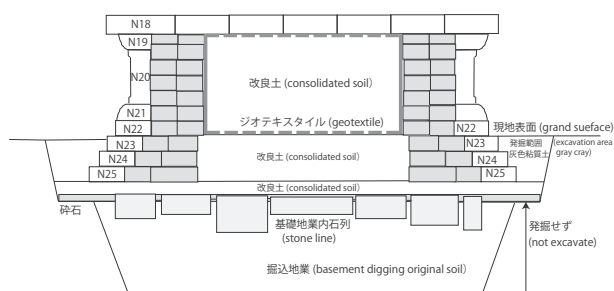 N18
N19
N20
改良土 (consolidated soil)
N21
ジオテキスタイル (geotextile)
N22
N22
現地表面 (grand sueface)
N23
N23
発掘範囲
(excavation area
改良土 (consolidated soil)
N24
N24
灰色粘質土
gray cray)
N25
N25
改良土 (consolidated soil)
砕石
基礎地業内石列
(stone line)
発掘せず
(not excavate)
掘込地業 (basement digging original soil)